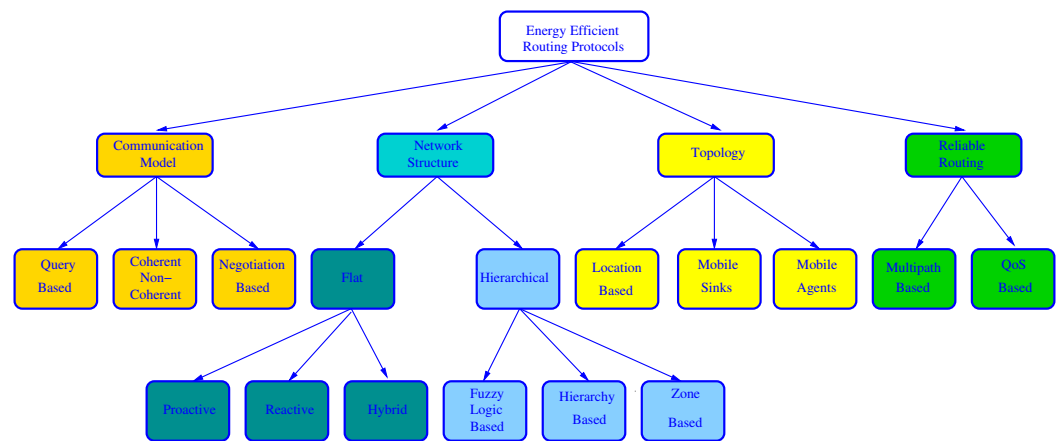 Energy Efficient
Routing Protocols
Communication
Model
Network
Structure
Topology
Reliable
Routing
Query
Based
Coherent
Non−
Coherent
Negotiation
Based
Flat
Hierarchical
Location
Based
Mobile
Sinks
Mobile
Agents
Multipath
Based
QoS
Based
Proactive
Reactive
Hybrid
Fuzzy
Logic
Based
Hierarchy
Based
Zone
Based